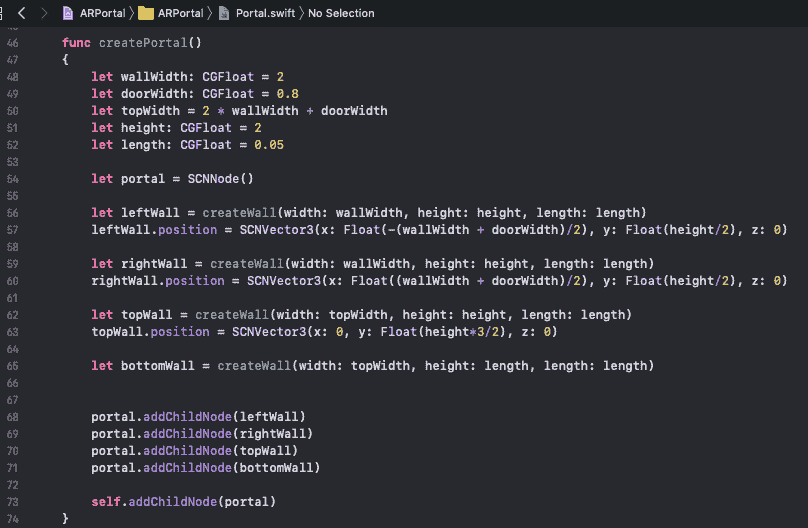 ARPortal 〉 ARPortal 〉 Portal.swift 〉 No Selection
46 func createPortal()
47 {
48 let wallWidth: CGFloat = 2
49 let doorWidth: CGFloat = 0.8
50 let topWidth = 2 * wallWidth + doorWidth
51 let height: CGFloat = 2
52 let length: CGFloat = 0.05
53
54 let portal = SCNNode()
55
56 let leftWall = createWall(width: wallWidth, height: height, length: length)
57 leftWall.position = SCNVector3(x: Float(-(wallWidth + doorWidth)/2), y: Float(height/2), z: 0)
58
59 let rightWall = createWall(width: wallWidth, height: height, length: length)
60 rightWall.position = SCNVector3(x: Float((wallWidth + doorWidth)/2), y: Float(height/2), z: 0)
61
62 let topWall = createWall(width: topWidth, height: height, length: length)
63 topWall.position = SCNVector3(x: 0, y: Float(height*3/2), z: 0)
64
65 let bottomWall = createWall(width: topWidth, height: length, length: length)
66
67
68 portal.addChildNode(leftWall)
69 portal.addChildNode(rightWall)
70 portal.addChildNode(topWall)
71 portal.addChildNode(bottomWall)
72
73 self.addChildNode(portal)
74 }